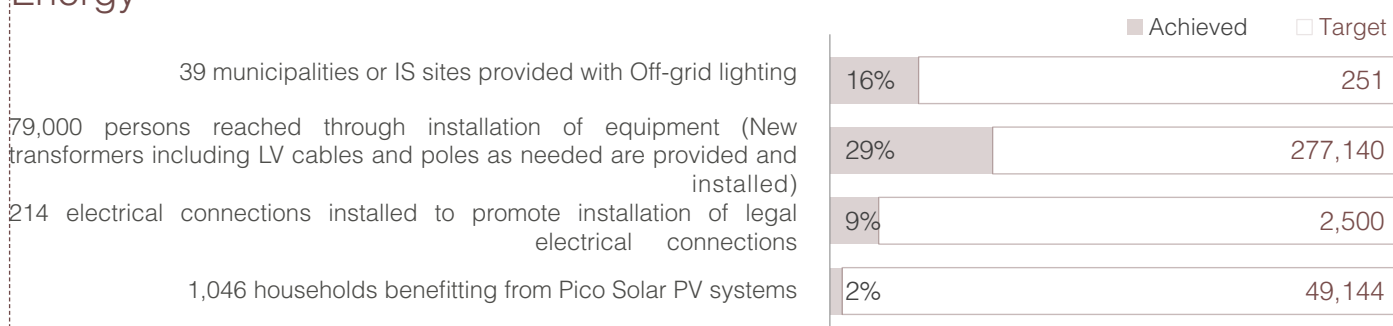 Energy
Achieved Target
39 municipalities or IS sites provided with Off-grid lighting
16% 251
79,000 persons reached through installation of equipment (New
transformers including LV cables and poles as needed are provided and
installed)
29% 277,140
214 electrical connections installed to promote installation of legal
electrical connections
9% 2,500
1,046 households benefitting from Pico Solar PV systems
2% 49,144